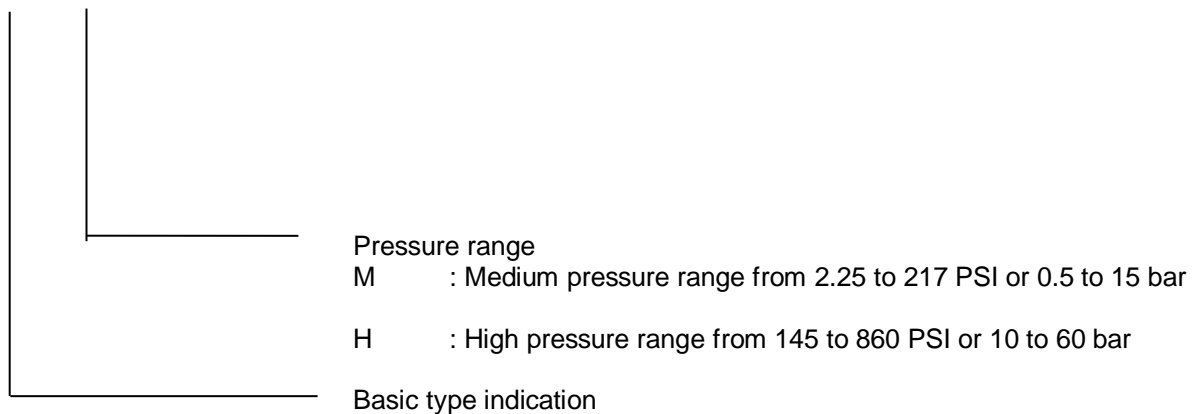 Pressure range
M : Medium pressure range from 2.25 to 217 PSI or 0.5 to 15 bar
H : High pressure range from 145 to 860 PSI or 10 to 60 bar
Basic type indication